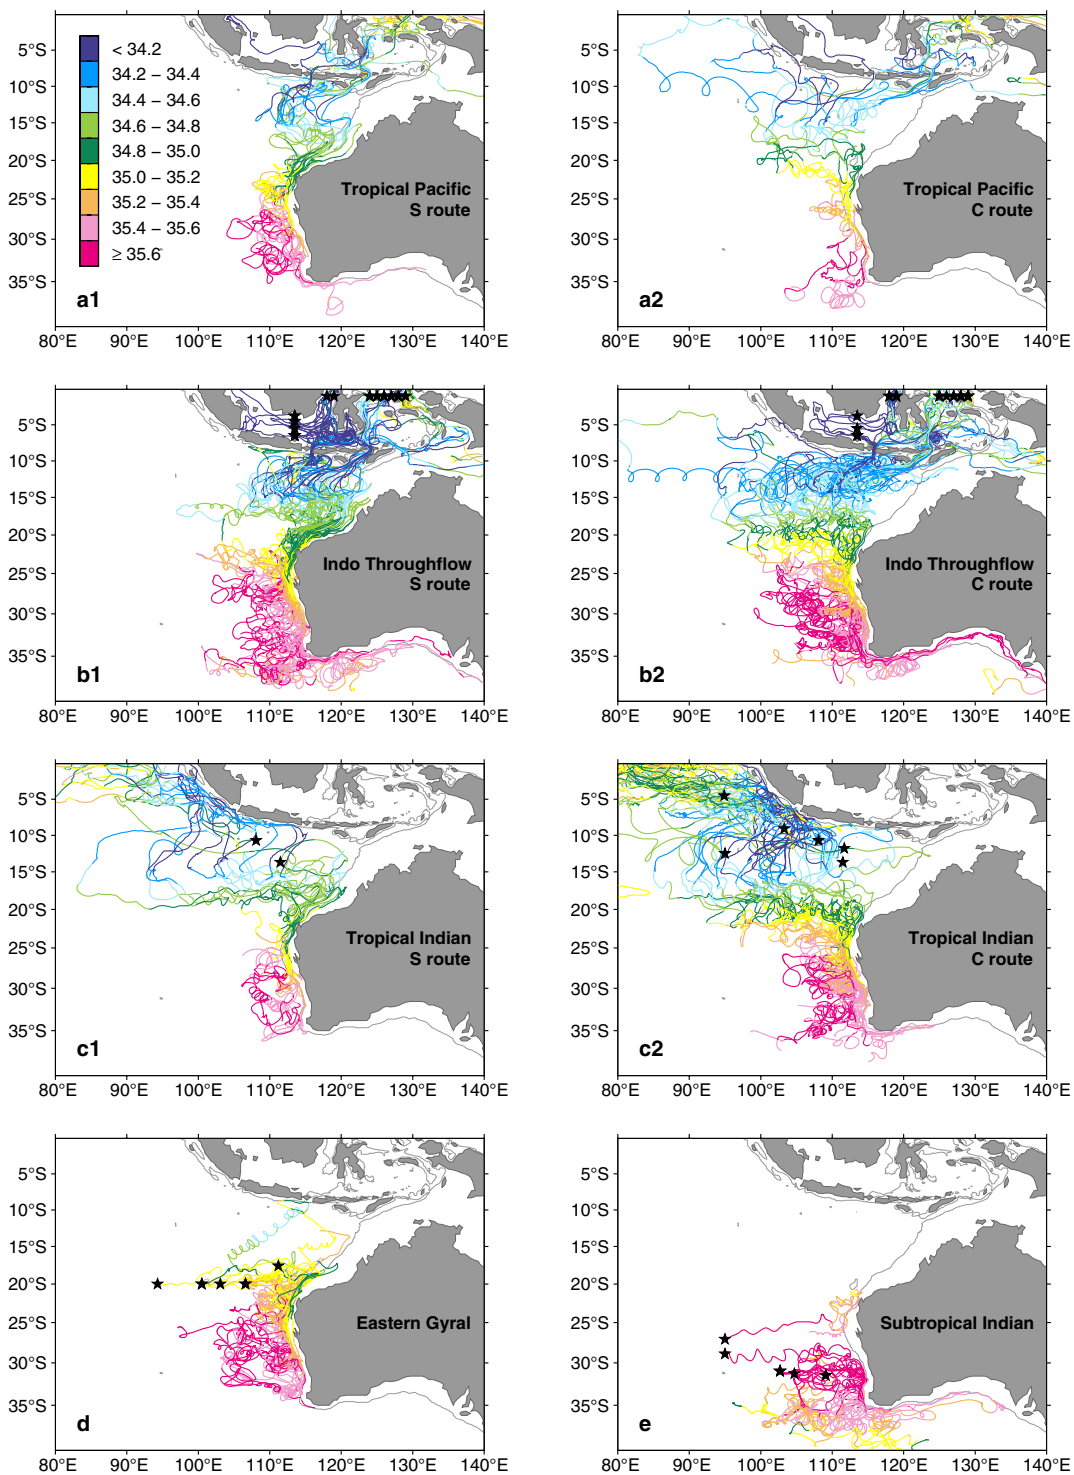 5°S
10°S
15°S
20°S
25°S
30°S
35°S
< 34.2
34.2 – 34.4
34.4 – 34.6
34.6 – 34.8
34.8 – 35.0
35.0 – 35.2
35.2 – 35.4
35.4 – 35.6
≥ 35.6
Tropical Pacific
S route
a1
80°E 90°E 100°E 110°E 120°E 130°E 140°E
5°S
10°S
15°S
20°S
25°S
30°S
35°S
Tropical Pacific
C route
a2
80°E 90°E 100°E 110°E 120°E 130°E 140°E
5°S
10°S
15°S
20°S
25°S
30°S
35°S
Indo Throughflow
S route
b1
80°E 90°E 100°E 110°E 120°E 130°E 140°E
5°S
10°S
15°S
20°S
25°S
30°S
35°S
Indo Throughflow
C route
b2
80°E 90°E 100°E 110°E 120°E 130°E 140°E
5°S
10°S
15°S
20°S
25°S
30°S
35°S
Tropical Indian
S route
c1
80°E 90°E 100°E 110°E 120°E 130°E 140°E
5°S
10°S
15°S
20°S
25°S
30°S
35°S
Tropical Indian
C route
c2
80°E 90°E 100°E 110°E 120°E 130°E 140°E
5°S
10°S
15°S
20°S
25°S
30°S
35°S
Eastern Gyral
d
80°E 90°E 100°E 110°E 120°E 130°E 140°E
5°S
10°S
15°S
20°S
25°S
30°S
35°S
Subtropical Indian
e
80°E 90°E 100°E 110°E 120°E 130°E 140°E